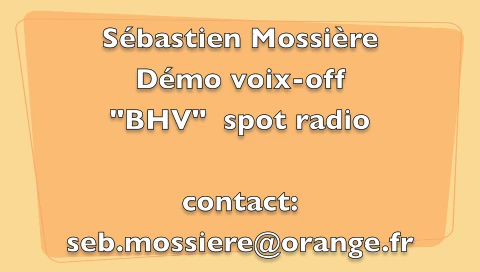 Sébastien Mossière
Démo voix-off
"BHV"  spot radio
contact:
seb.mossiere@orange.fr